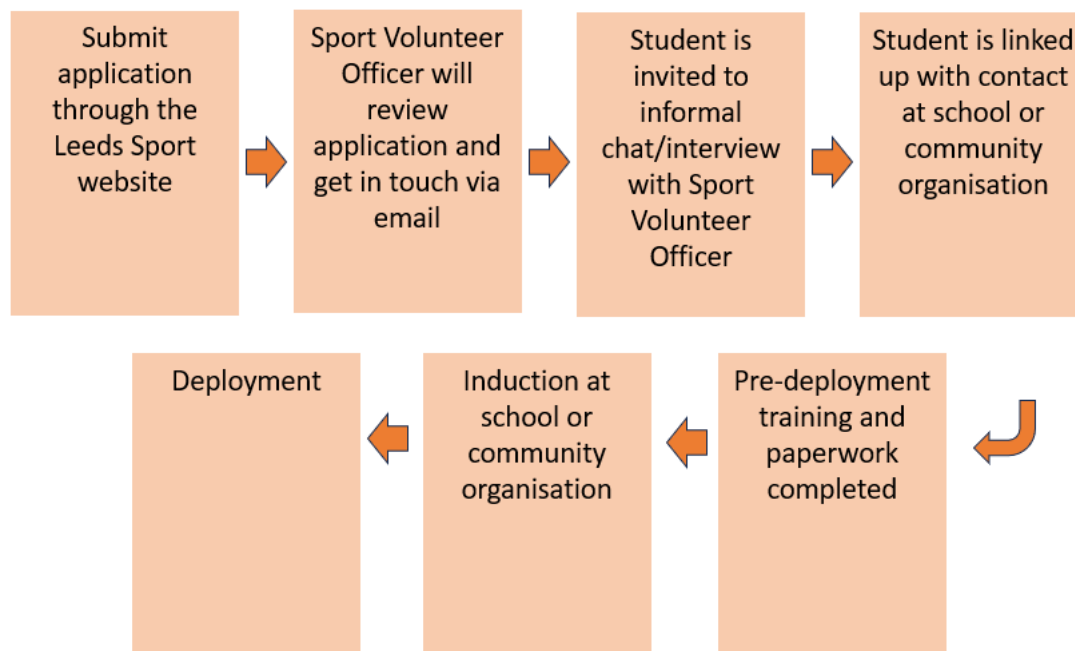 Submit
application
through the
Leeds Sport
website
Sport Volunteer
Officer will
review
application and
get in touch via
email
Student is
invited to
informal
chat/interview
with Sport
Volunteer
Officer
Student is linked
up with contact
at school or
community
organisation
Pre-deployment
training and
paperwork
completed
Induction at
school or
community
organisation
Deployment